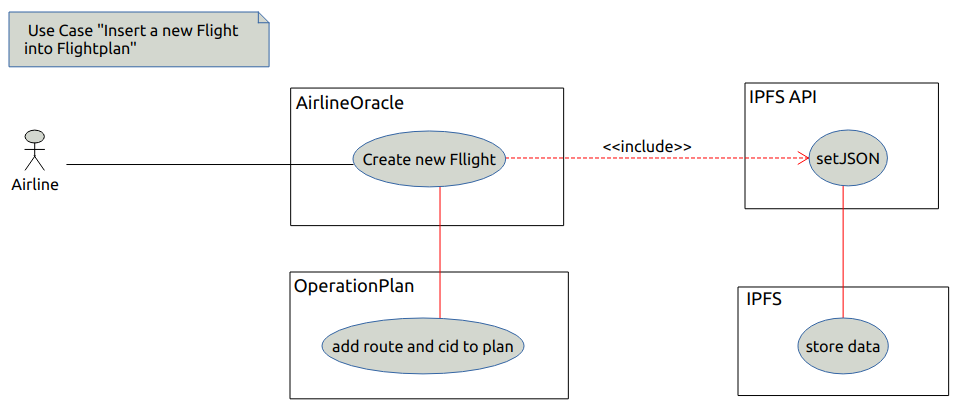 Use Case "Insert a new Flight
into Flightplan"
AirlineOracle
IPFS API
Create new Fllight
<<include>>
setJSON
Airline
OperationPlan
IPFS
add route and cid to plan
store data